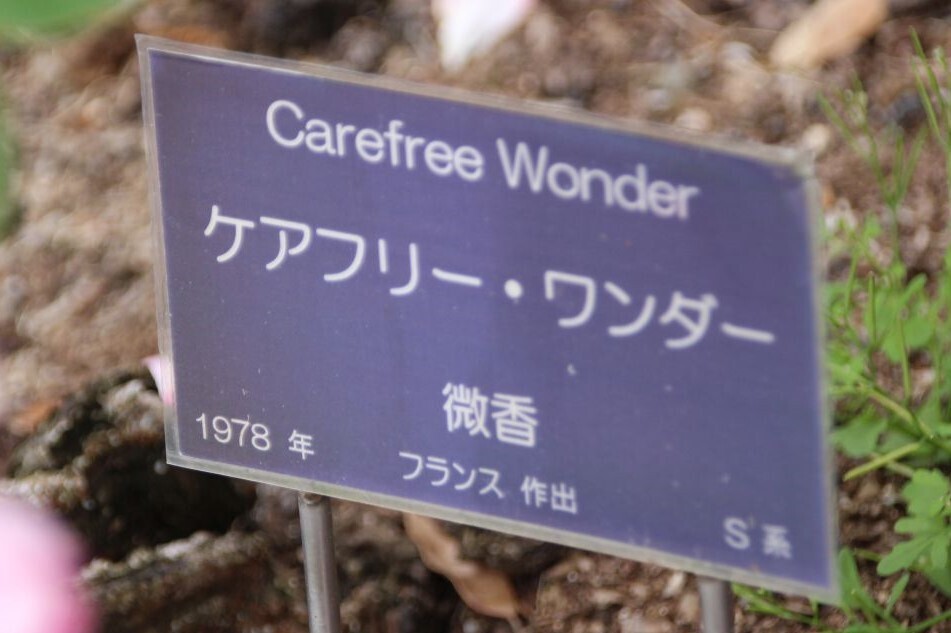 Carefree Wonder
ケアフリー・ワンダー
微香
1978 年
フランス 作出
S 系